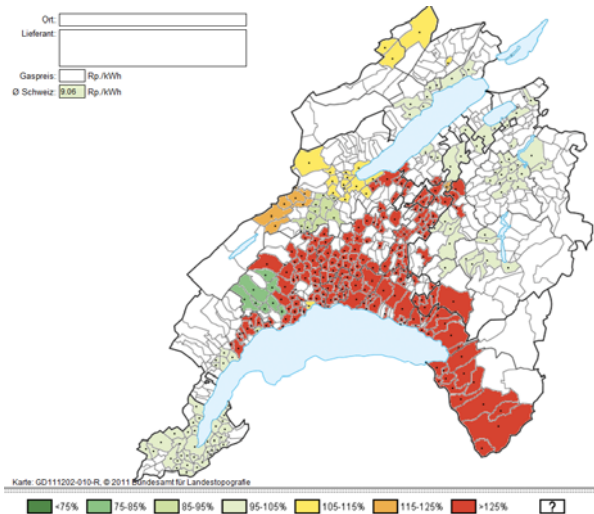 Ort:
Lieferant:
Gaspreis: Rp./kWh
Ø Schweiz: 9.06 Rp./kWh
Karte: GD111202-010-R, © 2011 Bundesamt für Landestopografie
<75% 75-85% 85-95% 95-105% 105-115% 115-125% >125% ?